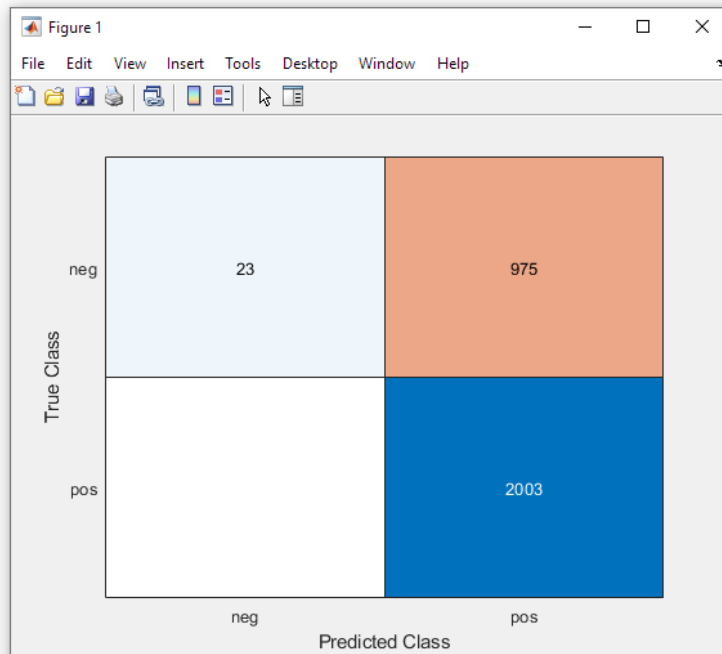 Figure 1
File Edit View Insert Tools Desktop Window Help
neg
23
975
True Class
pos
2003
neg
pos
Predicted Class